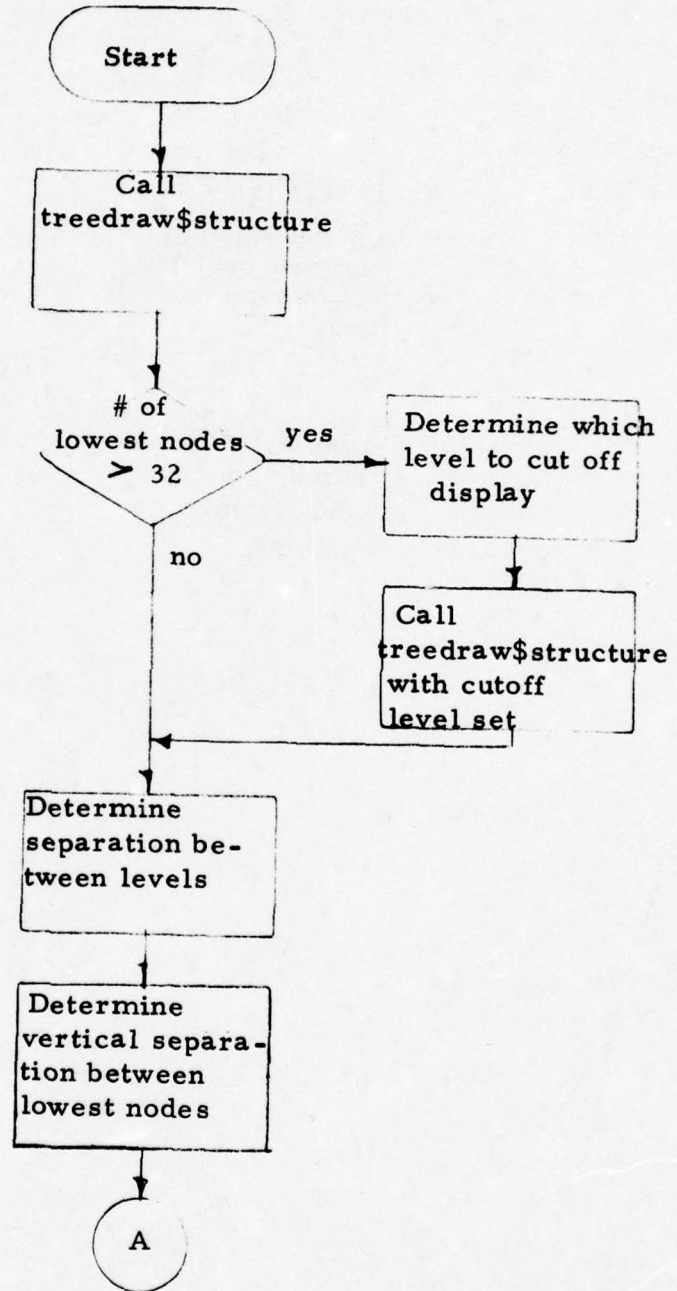 Start
Call
treedraw$structure
# of
lowest nodes
> 32
yes
no
Determine which
level to cut off
display
Call
treedraw$structure
with cutoff
level set
Determine
separation be-
tween levels
Determine
vertical separa-
tion between
lowest nodes
A